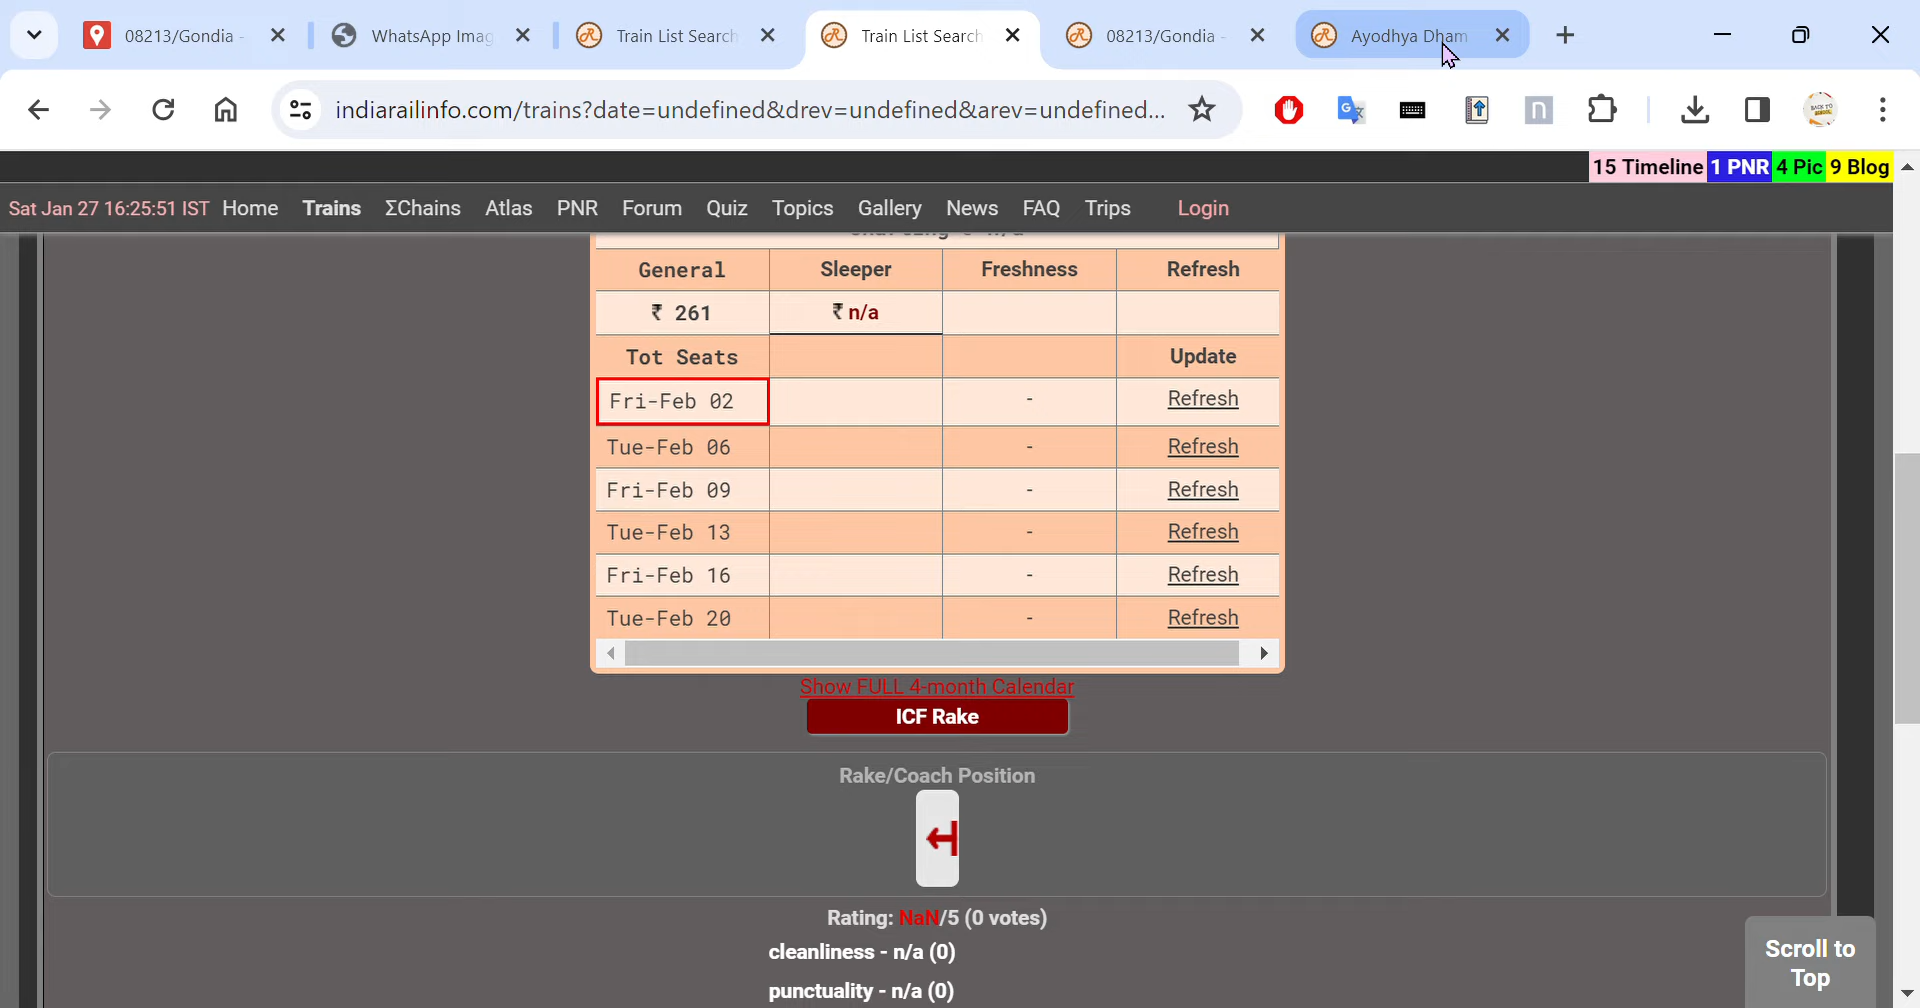 08213/Gondia -
WhatsApp Imag
Train List Search
Train List Search
08213/Gondia -
Ayodhya Dham
indiarailinfo.com/trains?date=undefined&drev=undefined&arev=undefined...
15 Timeline 1 PNR 4 Pic 9 Blog
Sat Jan 27 16:25:51 IST Home Trains ΣChains Atlas PNR Forum Quiz Topics Gallery News FAQ Trips Login
General Sleeper Freshness Refresh
₹ 261 ₹ n/a
Tot Seats Update
Fri-Feb 02 - Refresh
Tue-Feb 06 - Refresh
Fri-Feb 09 - Refresh
Tue-Feb 13 - Refresh
Fri-Feb 16 - Refresh
Tue-Feb 20 - Refresh
Show FULL 4-month Calendar
ICF Rake
Rake/Coach Position
Rating: NaN/5 (0 votes)
cleanliness - n/a (0)
punctuality - n/a (0)
Scroll to
Top